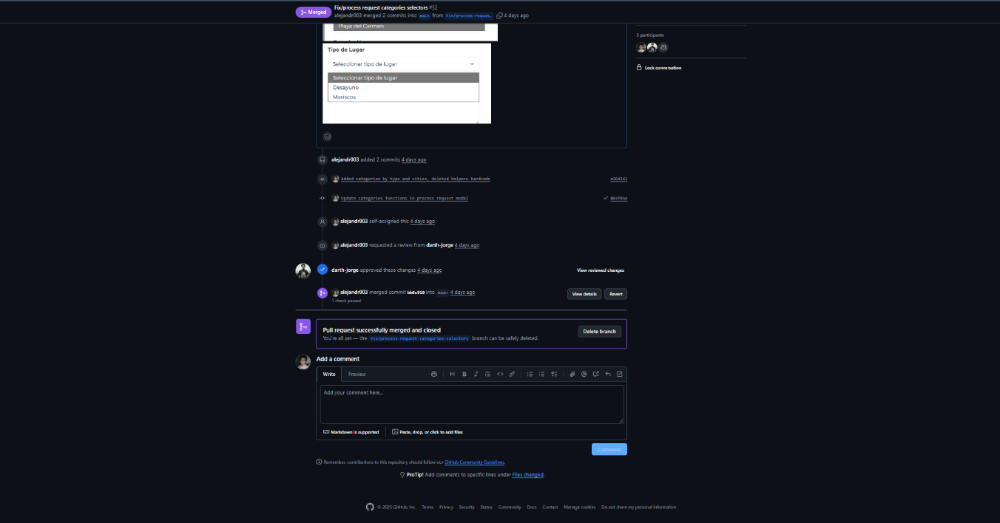 Merged
Fix/process request categories selectors #52
alejandr003 merged 2 commits into main from Fix/process-reques… 4 days ago
Playa del Carmen
3 participants
Lock conversation
Tipo de Lugar
Seleccionar tipo de lugar
Seleccionar tipo de lugar
Desayuno
Mariscos
alejandr003 added 2 commits 4 days ago
Added categories by type and cities, deleted helpers hardcode
Update categories functions in process request modal
alejandr003 self-assigned this 4 days ago
alejandr003 requested a review from darth-jorge 4 days ago
darth-jorge approved these changes 4 days ago View reviewed changes
alejandr003 merged commit bb6c910 into main 4 days ago View details Revert
1 check passed
Pull request successfully merged and closed
You're all set — the Fix/process-request-categories-selectors branch can be safely deleted.
Delete branch
Add a comment
Write Preview
Add your comment here...
Markdown is supported Paste, drop, or click to add files
Comment
Remember, contributions to this repository should follow our GitHub Community Guidelines.
ProTip! Add comments to specific lines under Files changed.
© 2025 GitHub, Inc. Terms Privacy Security Status Community Docs Contact Manage cookies Do not share my personal information